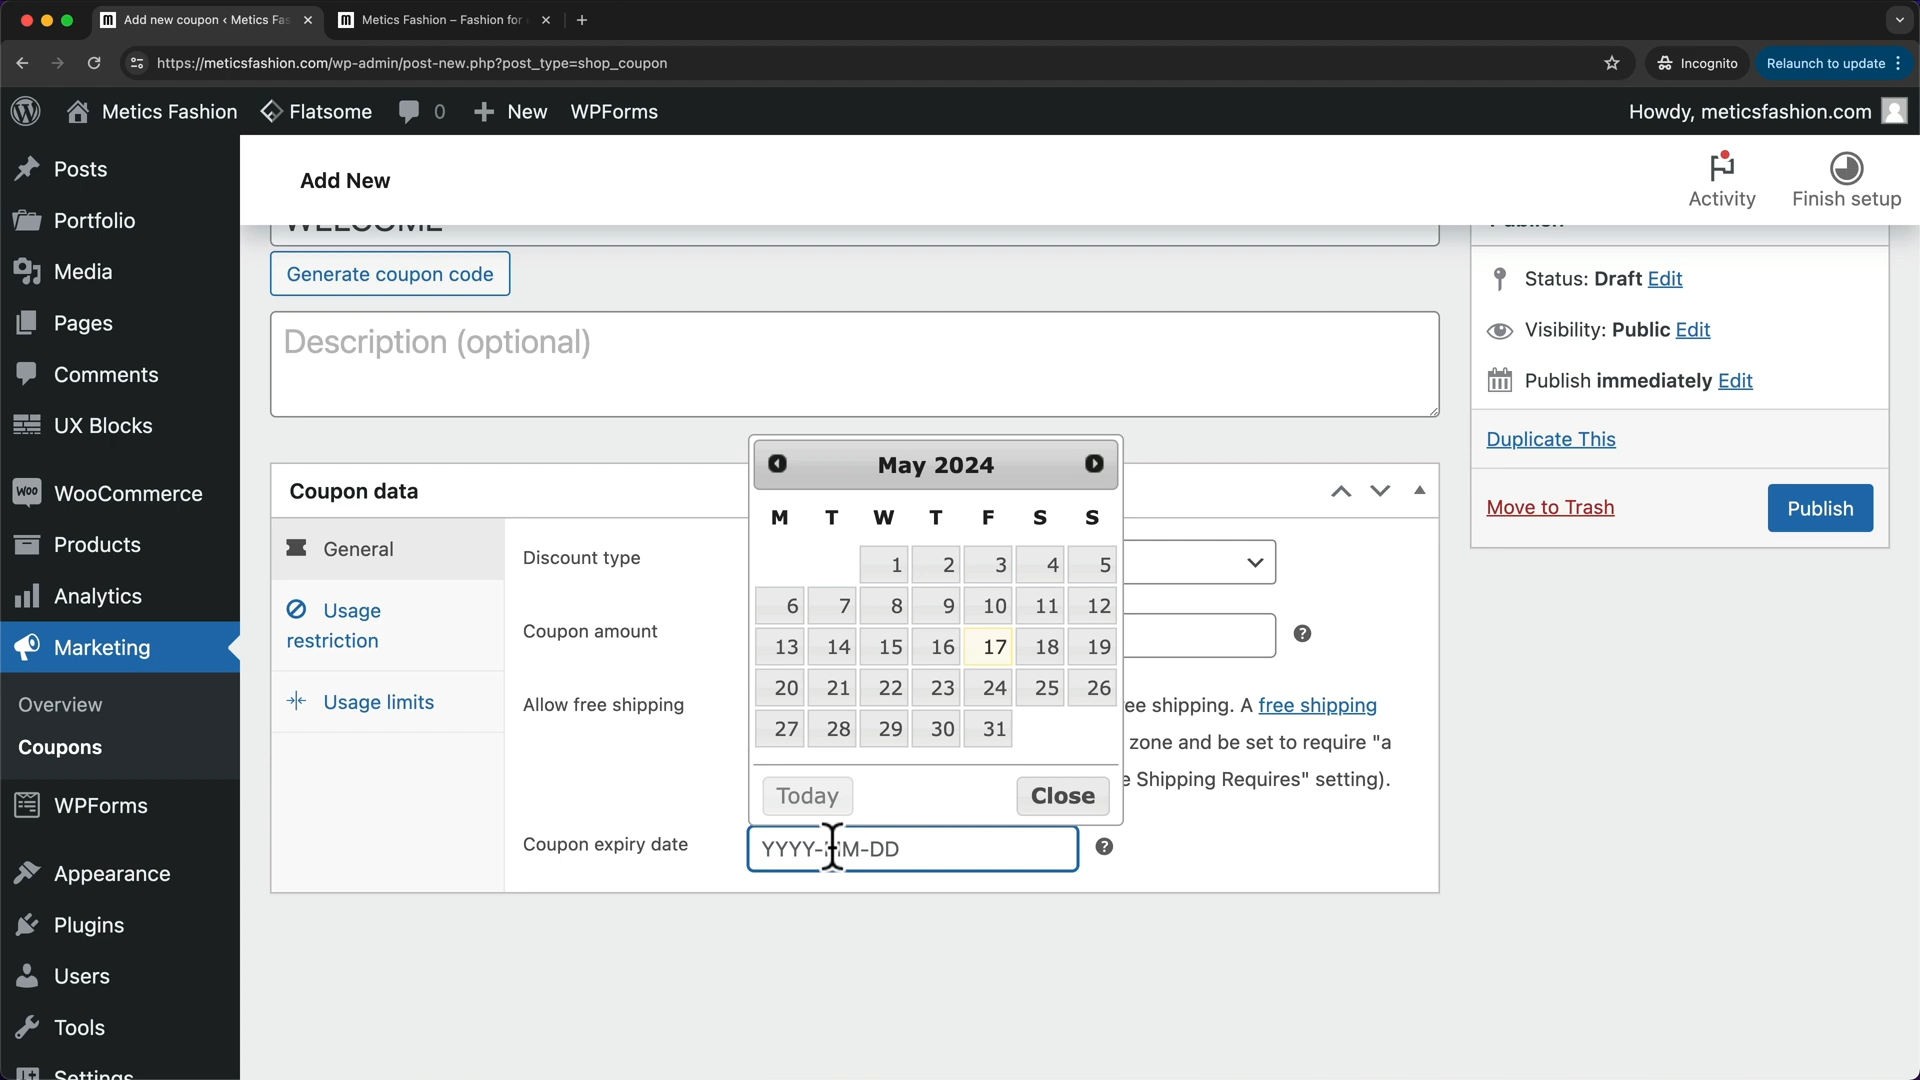 Add new coupon ‹ Metics Fas
Metics Fashion – Fashion for
https://meticsfashion.com/wp-admin/post-new.php?post_type=shop_coupon
Incognito
Relaunch to update
Metics Fashion
Flatsome
0
New
WPForms
Howdy, meticsfashion.com
Posts
Portfolio
Media
Pages
Comments
UX Blocks
WooCommerce
Products
Analytics
Marketing
Overview
Coupons
WPForms
Appearance
Plugins
Users
Tools
Settings
Add New
Activity
Finish setup
WELCOME
Generate coupon code
Description (optional)
Coupon data
General
Usage
restriction
Usage limits
Discount type
Coupon amount
Allow free shipping
ee shipping. A free shipping
zone and be set to require "a
e Shipping Requires" setting).
Coupon expiry date
YYYY-MM-DD
May 2024
M T W T F S S
1 2 3 4 5
6 7 8 9 10 11 12
13 14 15 16 17 18 19
20 21 22 23 24 25 26
27 28 29 30 31
Today
Close
Publish
Status: Draft Edit
Visibility: Public Edit
Publish immediately Edit
Duplicate This
Move to Trash
Publish